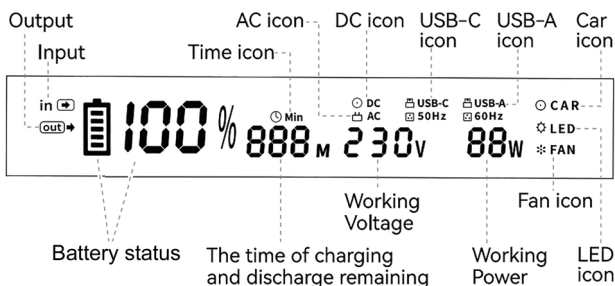 Output
Input
AC icon
DC icon
USB-C
icon
USB-A
icon
Car
icon
Time icon
in
out
100 %
Min
888 M
DC
AC
230V
USB-C
50Hz
USB-A
60Hz
88W
CAR
LED
FAN
Battery status
The time of charging
and discharge remaining
Working
Voltage
Working
Power
Fan icon
LED
icon